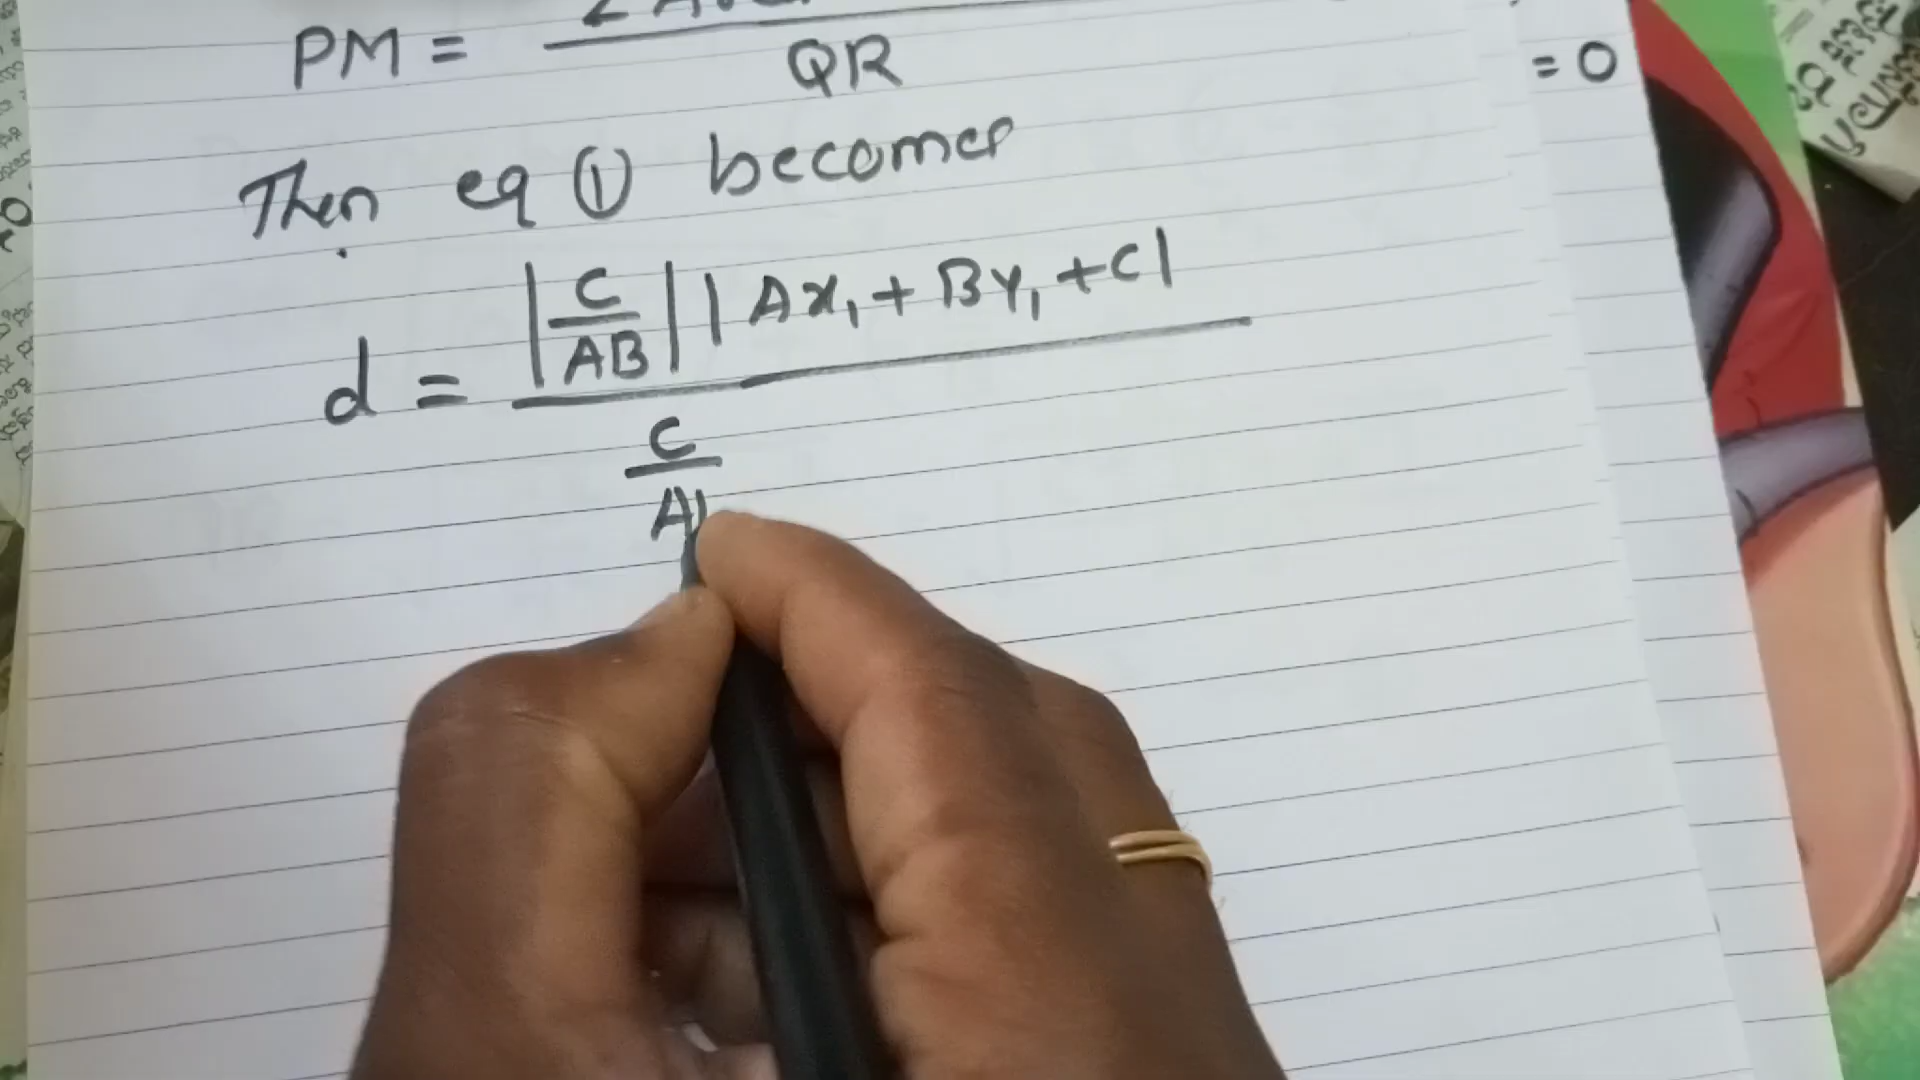 PM =
QR
= 0
Then eq ① becomes
d = |C/AB| |Ax₁ + By₁ + C|
C
A